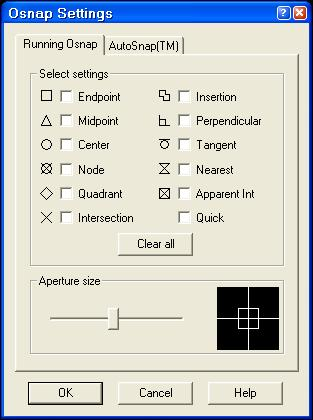 Osnap Settings
Running Osnap
AutoSnap(TM)
Select settings
Endpoint
Insertion
Midpoint
Perpendicular
Center
Tangent
Node
Nearest
Quadrant
Apparent Int
Intersection
Quick
Clear all
Aperture size
OK
Cancel
Help